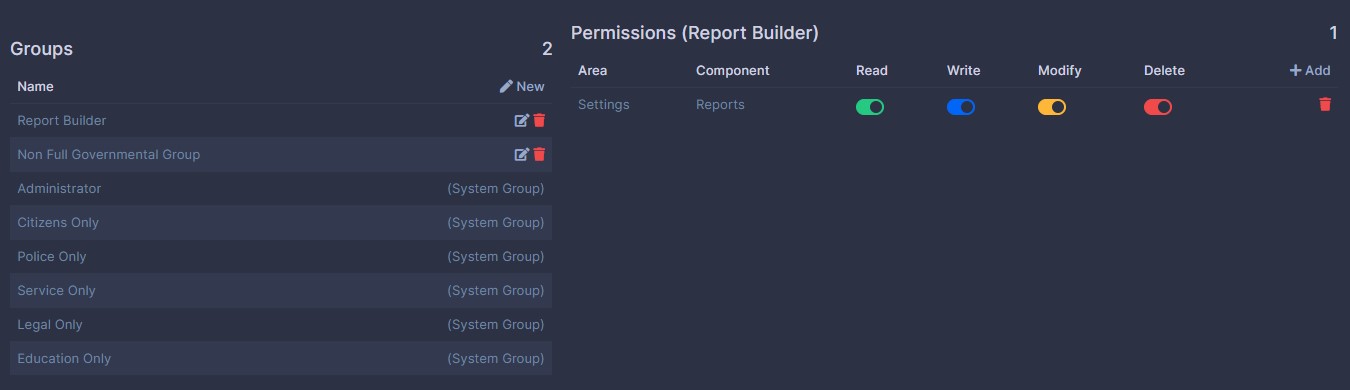 Groups 2
Name New
Report Builder
Non Full Governmental Group
Administrator (System Group)
Citizens Only (System Group)
Police Only (System Group)
Service Only (System Group)
Legal Only (System Group)
Education Only (System Group)
Permissions (Report Builder) 1
Area Component Read Write Modify Delete Add
Settings Reports